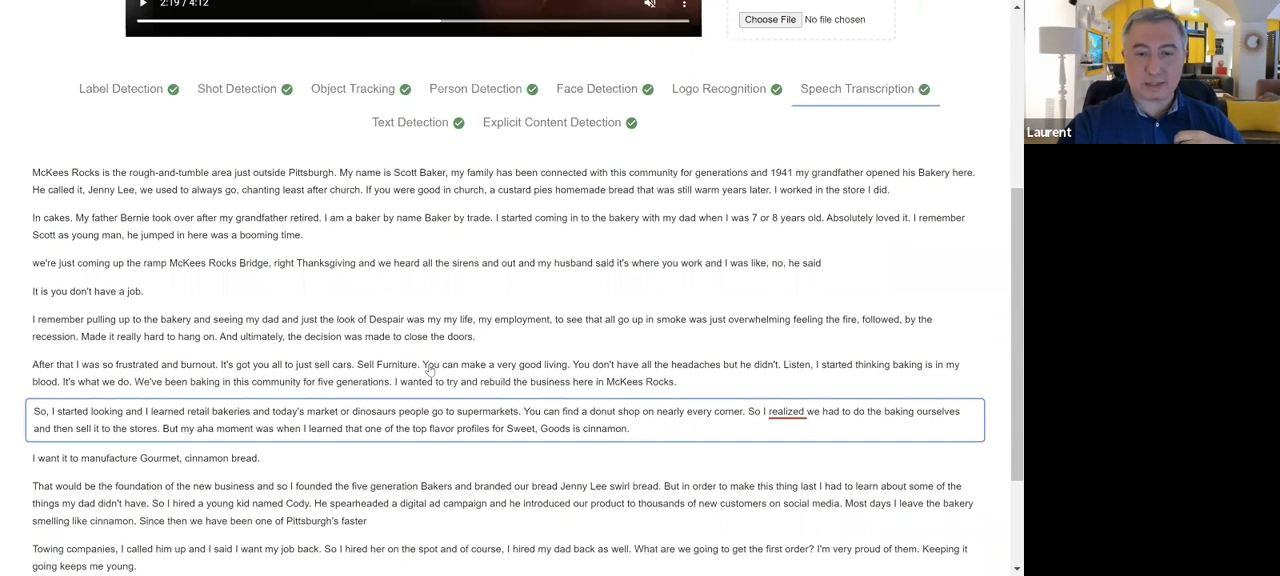 2:19 / 4:12
Choose File No file chosen
Label Detection
Shot Detection
Object Tracking
Person Detection
Face Detection
Logo Recognition
Speech Transcription
Text Detection
Explicit Content Detection
Laurent
McKees Rocks is the rough-and-tumble area just outside Pittsburgh. My name is Scott Baker, my family has been connected with this community for generations and 1941 my grandfather opened his Bakery here.
He called it, Jenny Lee, we used to always go, chanting least after church. If you were good in church, a custard pies homemade bread that was still warm years later. I worked in the store I did.
In cakes. My father Bernie took over after my grandfather retired. I am a baker by name Baker by trade. I started coming in to the bakery with my dad when I was 7 or 8 years old. Absolutely loved it. I remember
Scott as young man, he jumped in here was a booming time.
we're just coming up the ramp McKees Rocks Bridge, right Thanksgiving and we heard all the sirens and out and my husband said it's where you work and I was like, no, he said
It is you don't have a job.
I remember pulling up to the bakery and seeing my dad and just the look of Despair was my my life, my employment, to see that all go up in smoke was just overwhelming feeling the fire, followed, by the
recession. Made it really hard to hang on. And ultimately, the decision was made to close the doors.
After that I was so frustrated and burnout. It's got you all to just sell cars. Sell Furniture. You can make a very good living. You don't have all the headaches but he didn't. Listen, I started thinking baking is in my
blood. It's what we do. We've been baking in this community for five generations. I wanted to try and rebuild the business here in McKees Rocks.
So, I started looking and I learned retail bakeries and today's market or dinosaurs people go to supermarkets. You can find a donut shop on nearly every corner. So I realized we had to do the baking ourselves
and then sell it to the stores. But my aha moment was when I learned that one of the top flavor profiles for Sweet, Goods is cinnamon.
I want it to manufacture Gourmet, cinnamon bread.
That would be the foundation of the new business and so I founded the five generation Bakers and branded our bread Jenny Lee swirl bread. But in order to make this thing last I had to learn about some of the
things my dad didn't have. So I hired a young kid named Cody. He spearheaded a digital ad campaign and he introduced our product to thousands of new customers on social media. Most days I leave the bakery
smelling like cinnamon. Since then we have been one of Pittsburgh's faster
Towing companies, I called him up and I said I want my job back. So I hired her on the spot and of course, I hired my dad back as well. What are we going to get the first order? I'm very proud of them. Keeping it
going keeps me young.